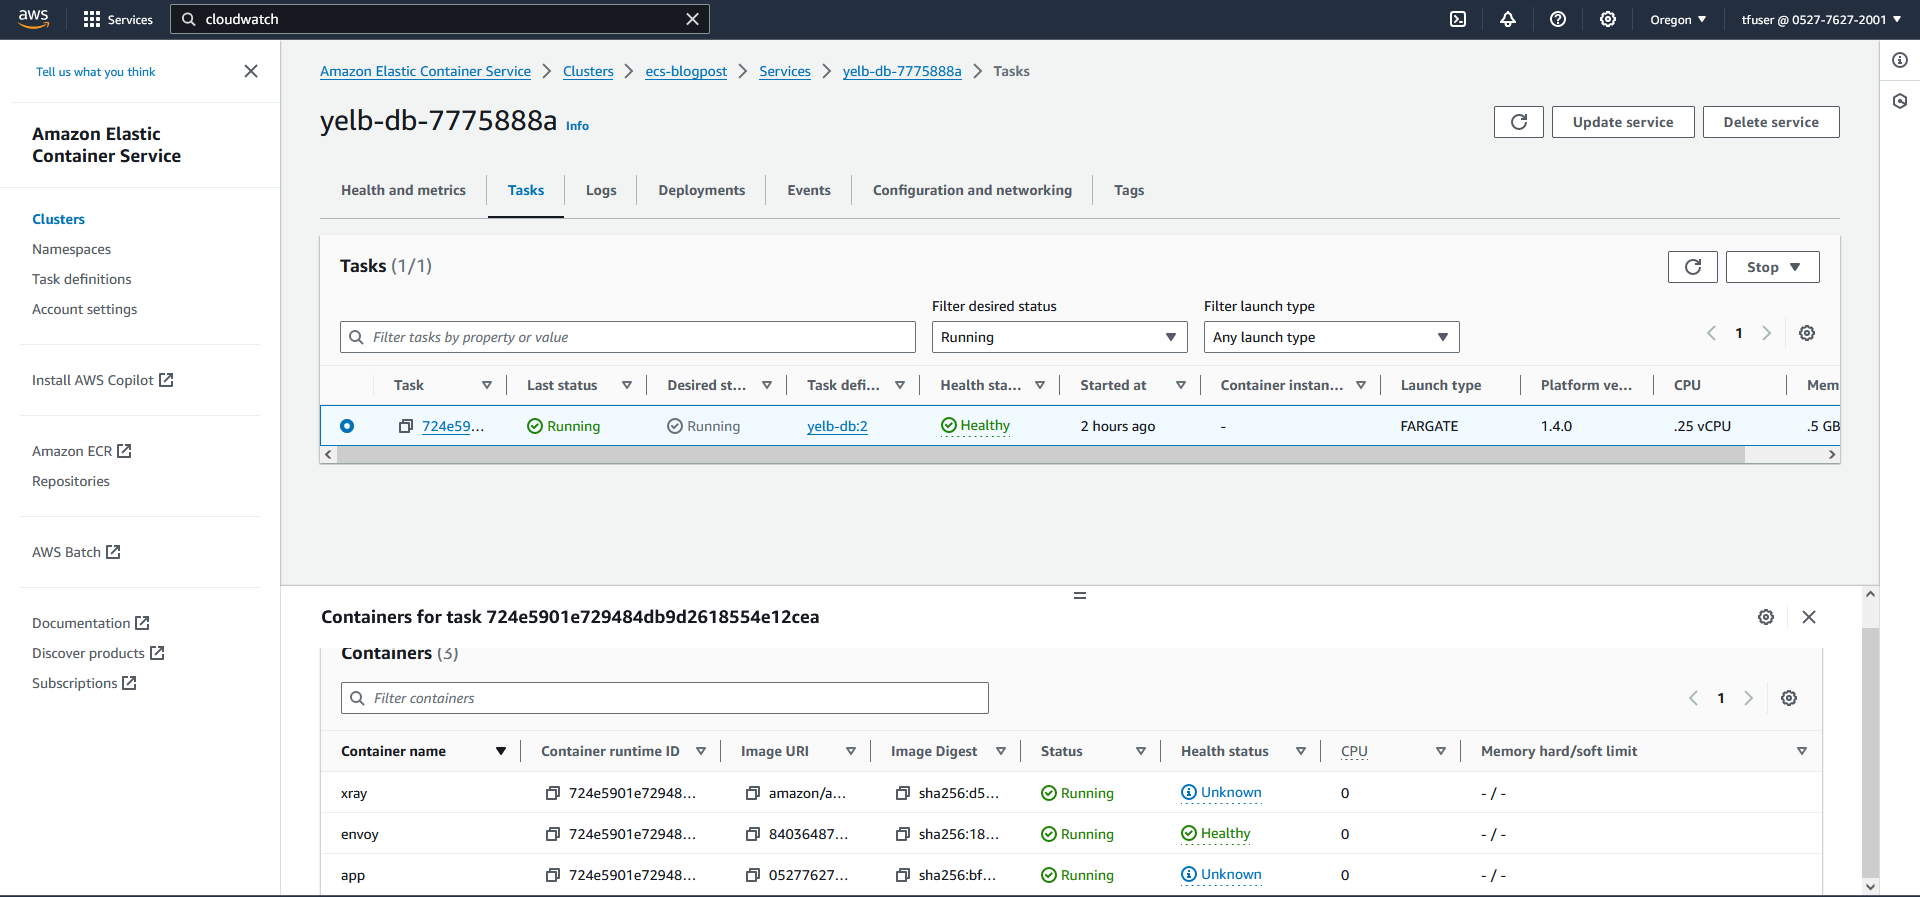 aws
Services
cloudwatch
Oregon
tfuser @ 0527-7627-2001
Tell us what you think
Amazon Elastic
Container Service
Clusters
Namespaces
Task definitions
Account settings
Install AWS Copilot
Amazon ECR
Repositories
AWS Batch
Documentation
Discover products
Subscriptions
Amazon Elastic Container Service
Clusters
ecs-blogpost
Services
yelb-db-7775888a
Tasks
yelb-db-7775888a Info
Update service
Delete service
Health and metrics
Tasks
Logs
Deployments
Events
Configuration and networking
Tags
Tasks (1/1)
Stop
Filter desired status
Filter launch type
Filter tasks by property or value
Running
Any launch type
1
Task Last status Desired st... Task defi... Health sta... Started at Container instan... Launch type Platform ve... CPU Mem
724e59... Running Running yelb-db:2 Healthy 2 hours ago - FARGATE 1.4.0 .25 vCPU .5 GB
Containers for task 724e5901e729484db9d2618554e12cea
Containers (3)
Filter containers
1
Container name Container runtime ID Image URI Image Digest Status Health status CPU Memory hard/soft limit
xray 724e5901e72948... amazon/a... sha256:d5... Running Unknown 0 - / -
envoy 724e5901e72948... 84036487... sha256:18... Running Healthy 0 - / -
app 724e5901e72948... 05277627... sha256:bf... Running Unknown 0 - / -